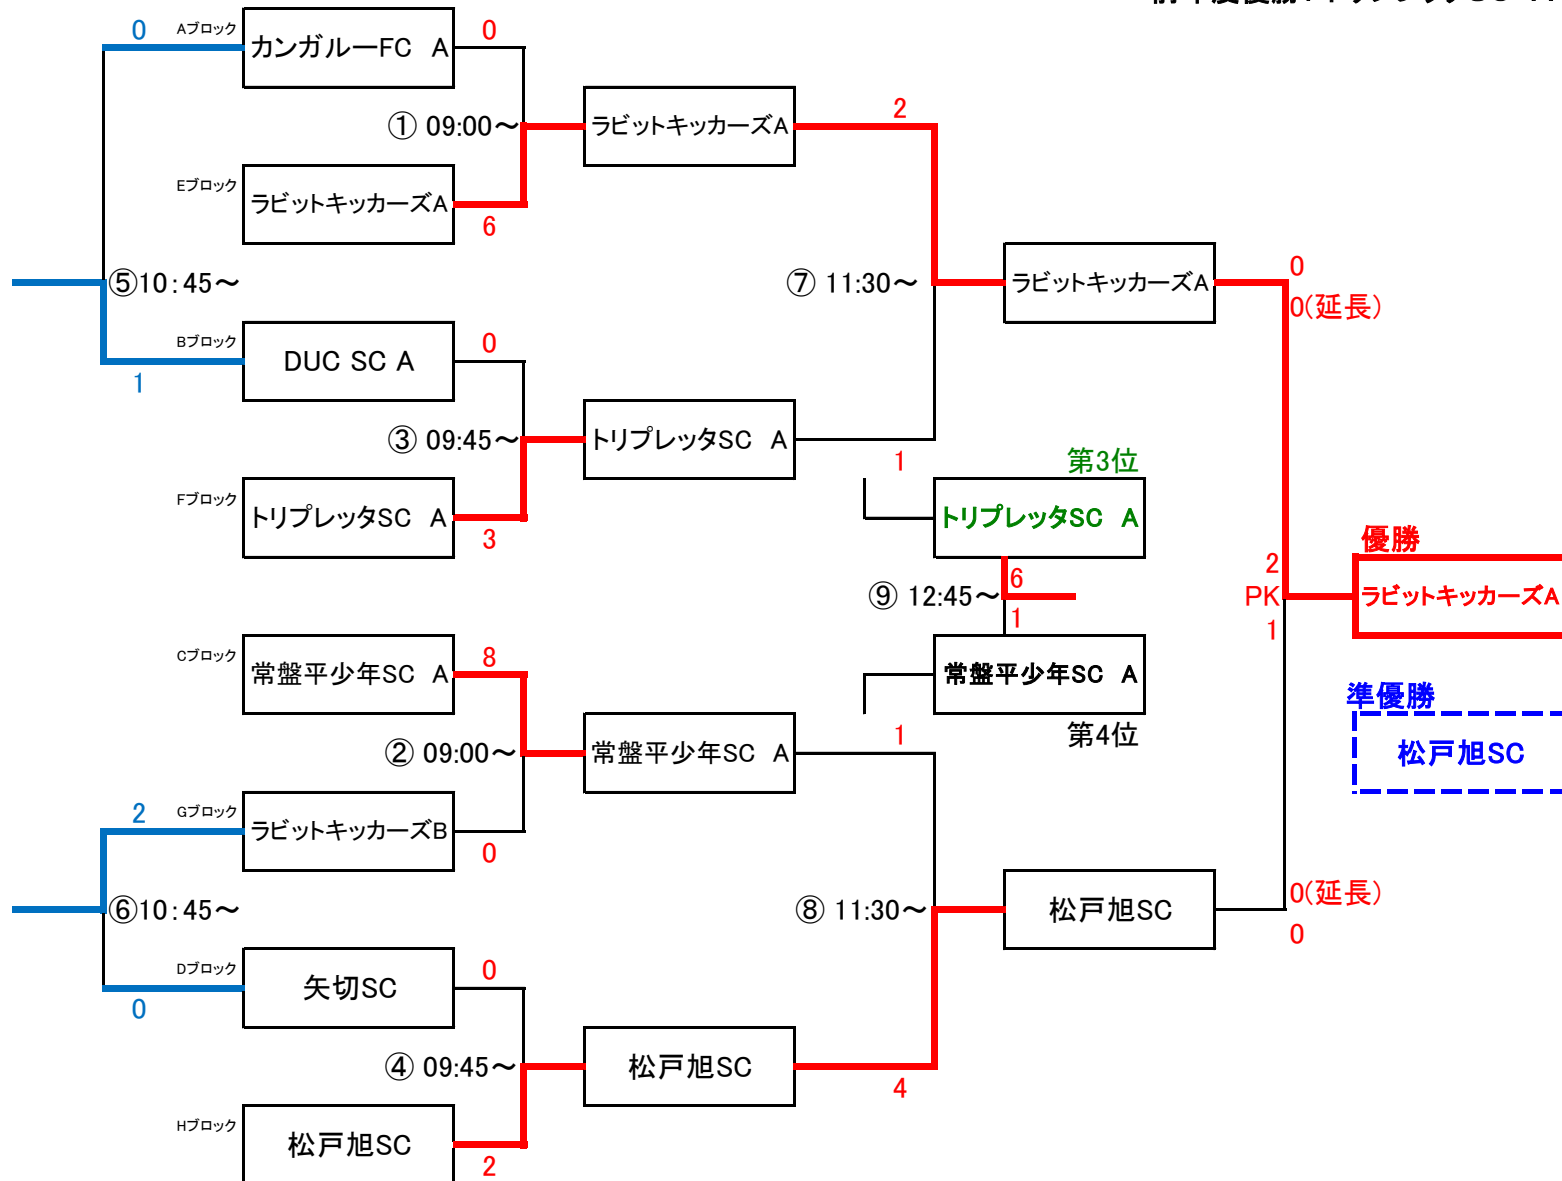 0
Aブロック
カンガルーFC A
0
① 09:00～
ラビットキッカーズA
2
Eブロック
ラビットキッカーズA
6
⑤10：45～
⑦ 11:30～
ラビットキッカーズA
0
0(延長)
Bブロック
1
DUC SC A
0
③ 09:45～
トリプレッタSC A
1
第3位
Fブロック
トリプレッタSC A
3
トリプレッタSC A
優勝
⑨ 12:45～
6
1
2
PK
1
ラビットキッカーズA
Cブロック
常盤平少年SC A
8
常盤平少年SC A
第4位
準優勝
松戸旭SC
② 09:00～
常盤平少年SC A
1
2
Gブロック
ラビットキッカーズB
0
⑥10：45～
⑧ 11:30～
松戸旭SC
0(延長)
0
Dブロック
0
矢切SC
0
④ 09:45～
松戸旭SC
4
Hブロック
松戸旭SC
2